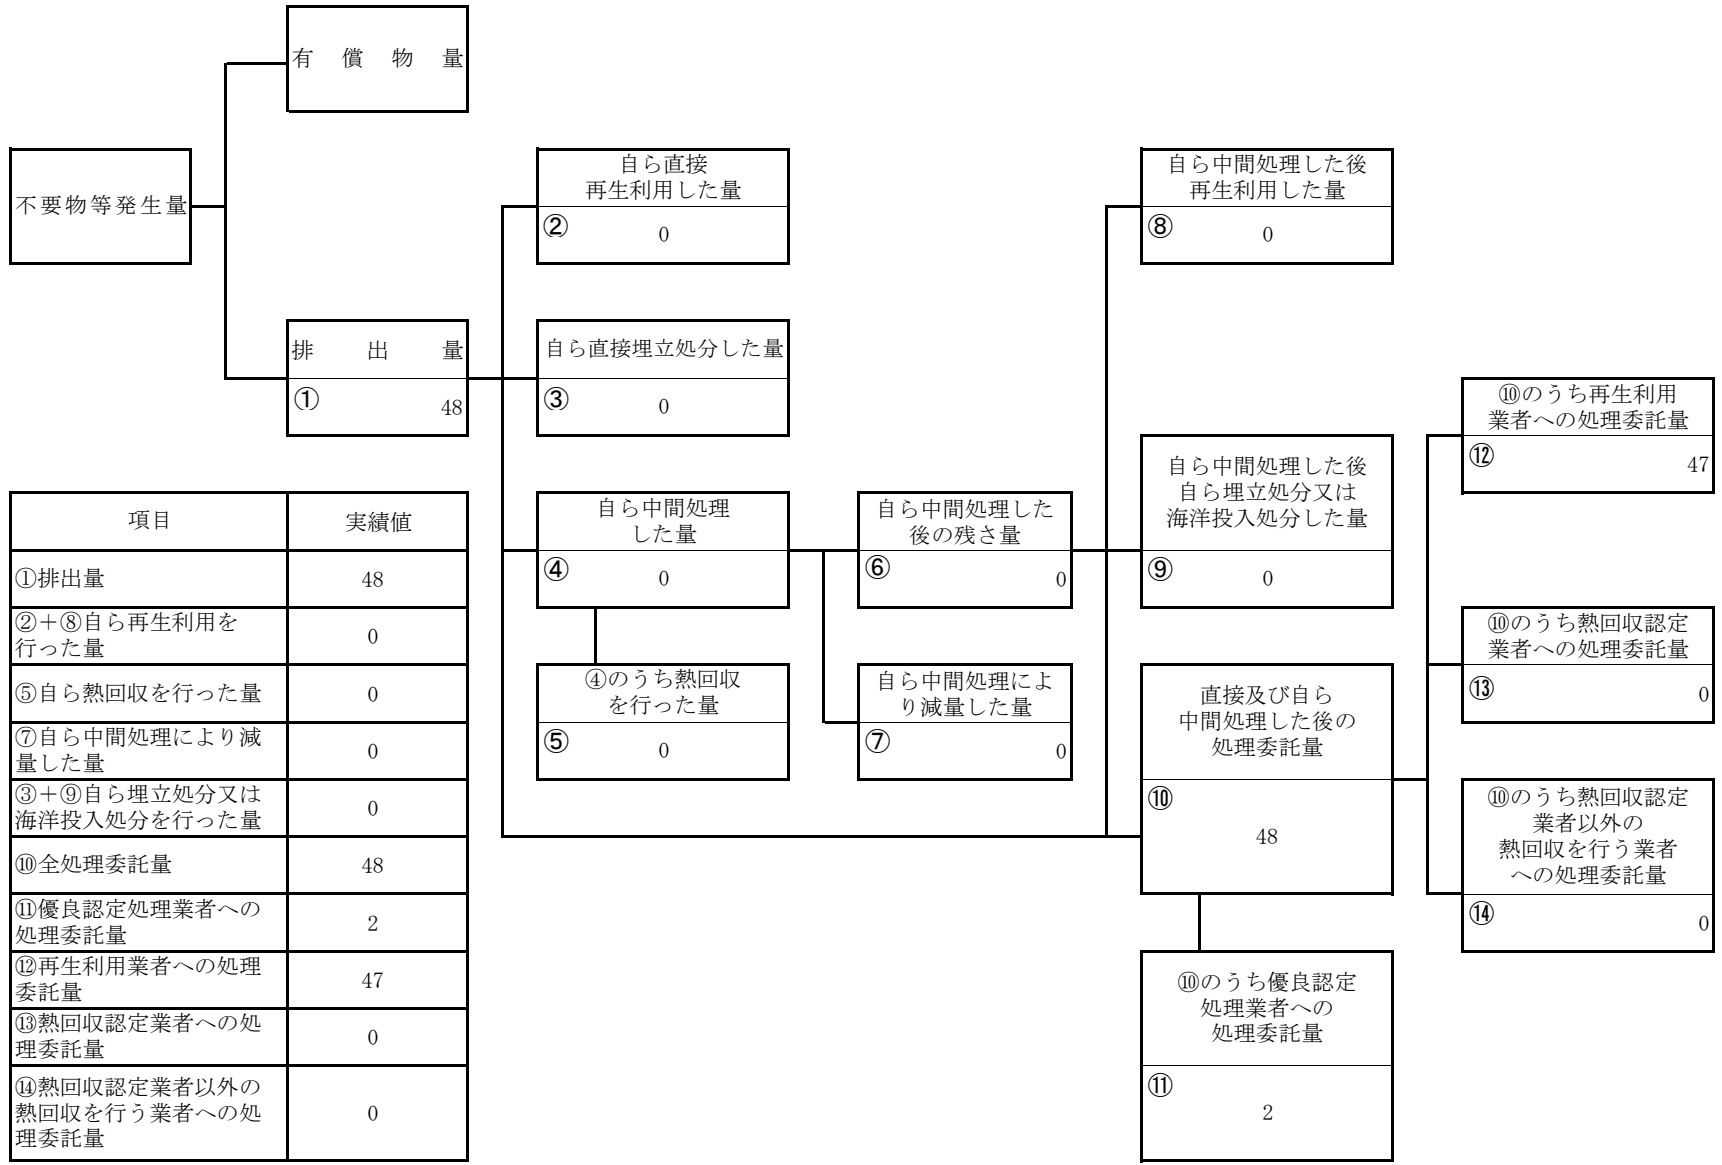 有償物量
不要物等発生量
排出量
①
48
自ら直接
再生利用した量
②
0
自ら直接埋立処分した量
③
0
自ら中間処理
した量
④
0
④のうち熱回収
を行った量
⑤
0
自ら中間処理した
後の残さ量
⑥
0
自ら中間処理によ
り減量した量
⑦
0
自ら中間処理した後
再生利用した量
⑧
0
自ら中間処理した後
自ら埋立処分又は
海洋投入処分した量
⑨
0
直接及び自ら
中間処理した後の
処理委託量
⑩
48
⑩のうち優良認定
処理業者への
処理委託量
⑪
2
⑩のうち再生利用
業者への処理委託量
⑫
47
⑩のうち熱回収認定
業者への処理委託量
⑬
0
⑩のうち熱回収認定
業者以外の
熱回収を行う業者
への処理委託量
⑭
0
項目
実績値
①排出量
48
②＋⑧自ら再生利用を
行った量
0
⑤自ら熱回収を行った量
0
⑦自ら中間処理により減
量した量
0
③＋⑨自ら埋立処分又は
海洋投入処分を行った量
0
⑩全処理委託量
48
⑪優良認定処理業者への
処理委託量
2
⑫再生利用業者への処理
委託量
47
⑬熱回収認定業者への処
理委託量
0
⑭熱回収認定業者以外の
熱回収を行う業者への処
理委託量
0